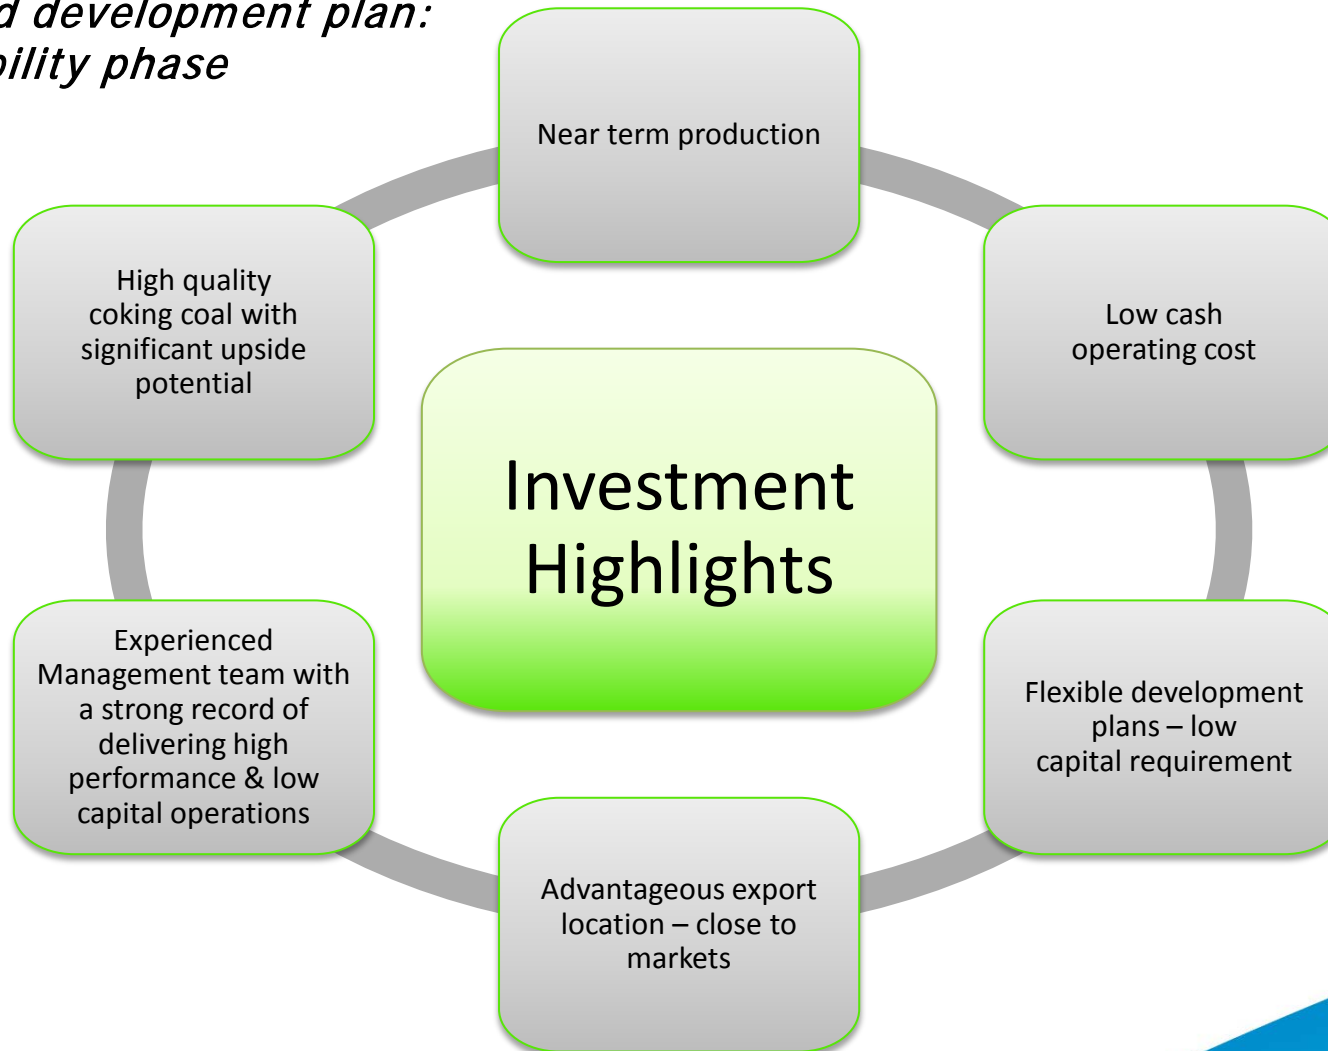 development plan:
phase
Near term production
High quality
coking coal with
significant upside
potential
Low cash
operating cost
Investment
Highlights
Experienced
Management team with
a strong record of
delivering high
performance & low
capital operations
Flexible development
plans – low
capital requirement
Advantageous export
location – close to
markets